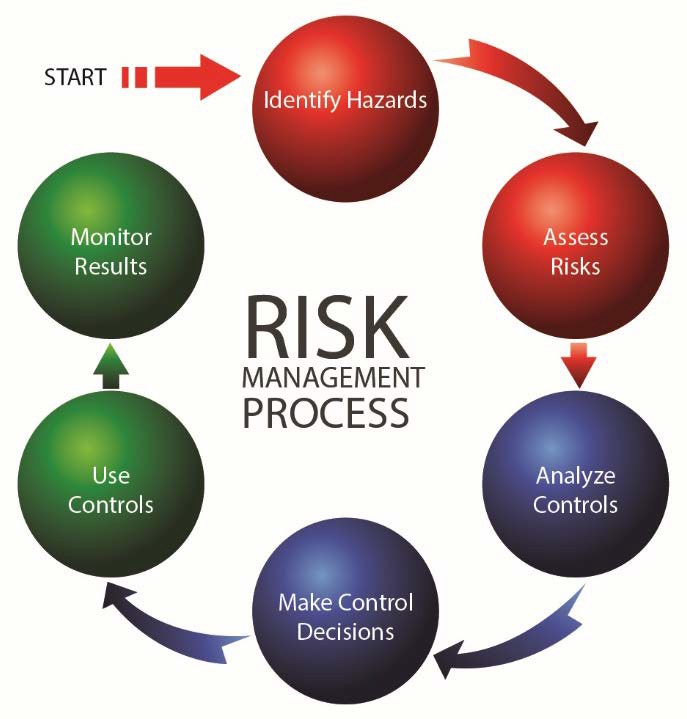 START
Identify Hazards
Assess
Risks
Analyze
Controls
Make Control
Decisions
Use
Controls
Monitor
Results
RISK
MANAGEMENT
PROCESS